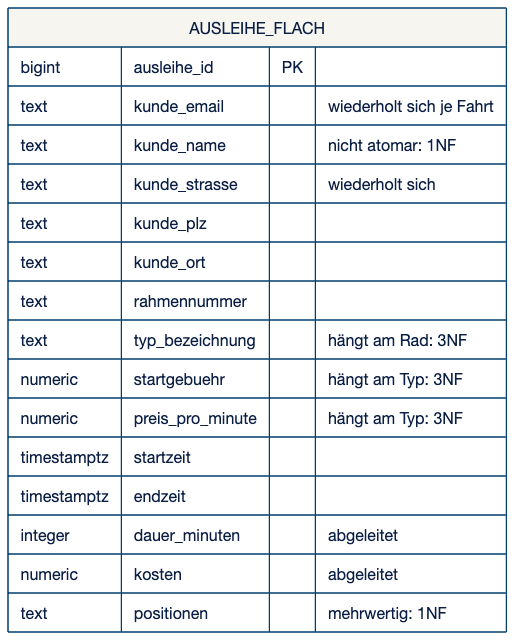 AUSLEIHE_FLACH
bigint ausleihe_id PK
text kunde_email wiederholt sich je Fahrt
text kunde_name nicht atomar: 1NF
text kunde_strasse wiederholt sich
text kunde_plz
text kunde_ort
text rahmennummer
text typ_bezeichnung hängt am Rad: 3NF
numeric startgebuehr hängt am Typ: 3NF
numeric preis_pro_minute hängt am Typ: 3NF
timestamptz startzeit
timestamptz endzeit
integer dauer_minuten abgeleitet
numeric kosten abgeleitet
text positionen mehrwertig: 1NF